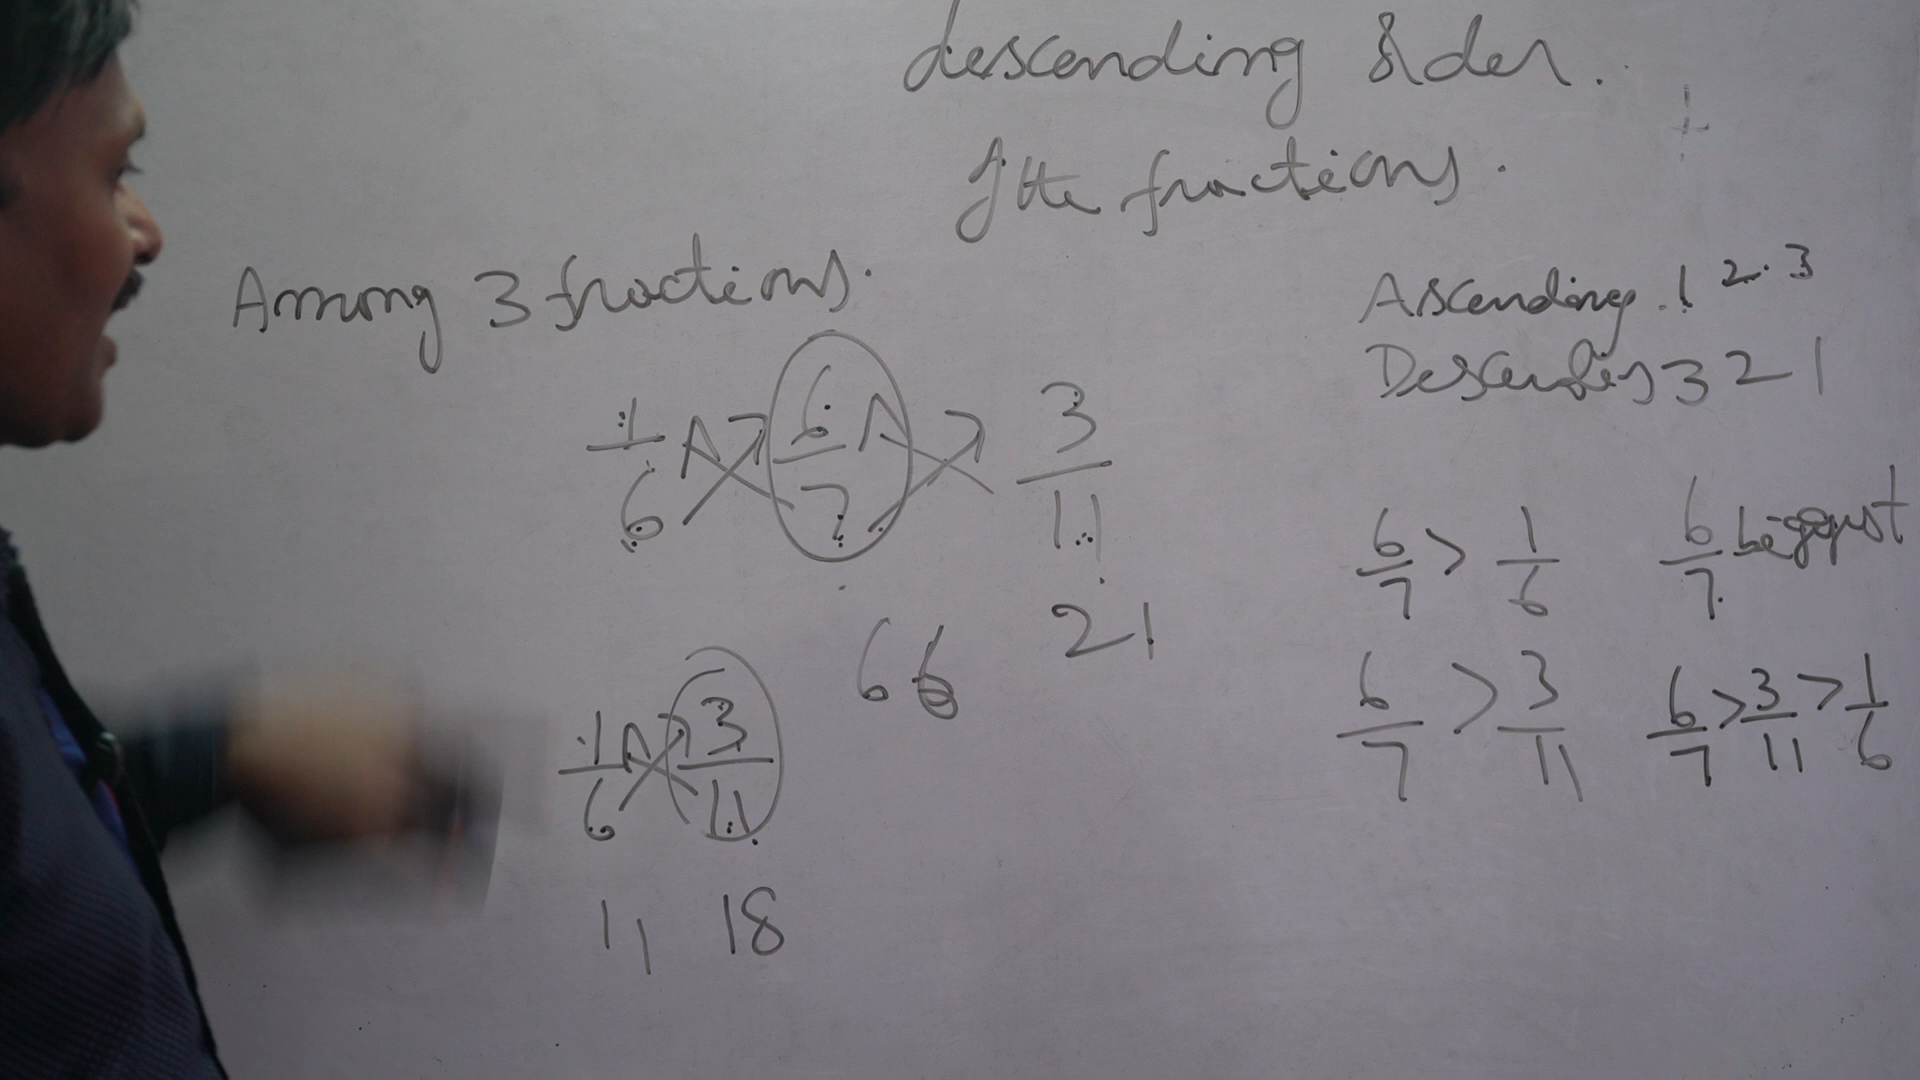 descending order.
of the fractions.
Among 3 fractions.
Ascending. 1 2. 3
Descending 3 2 1
1/6 6/7 3/11
6/7 > 1/6 6/7 biggest
66 21
6/7 > 3/11 6/7 > 3/11 > 1/6
1/6 3/11
11 18